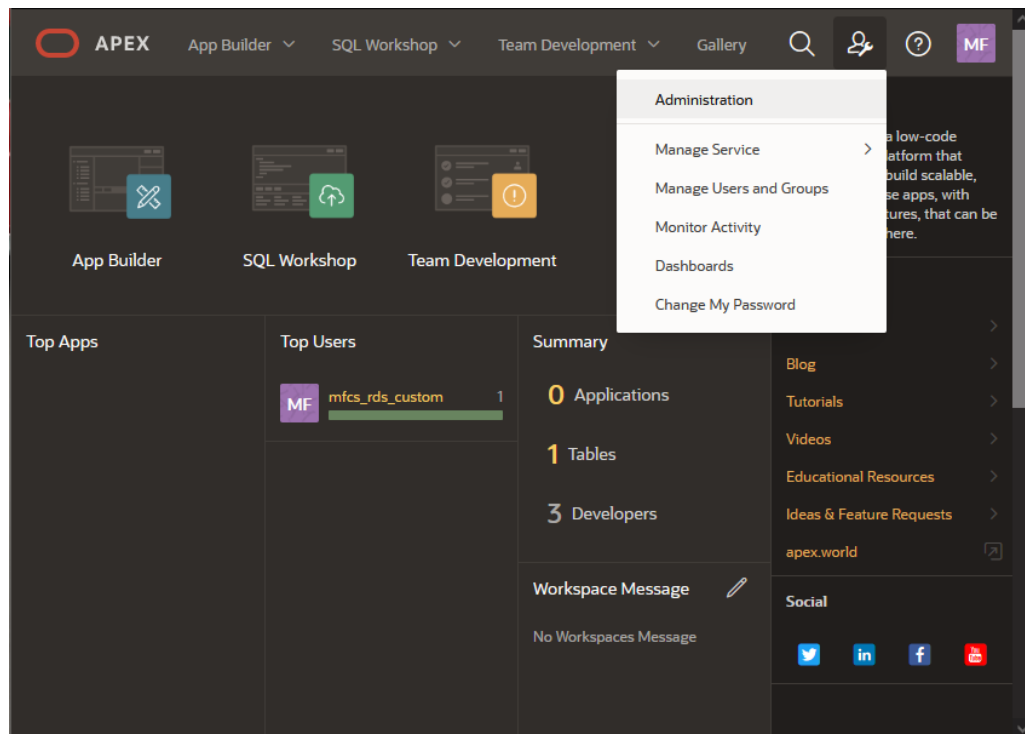 APEX
App Builder
SQL Workshop
Team Development
Gallery
MF
Administration
Manage Service
Manage Users and Groups
Monitor Activity
Dashboards
Change My Password
a low-code
latform that
build scalable,
se apps, with
tures, that can be
here.
App Builder
SQL Workshop
Team Development
Top Apps
Top Users
MF
mfcs_rds_custom
1
Summary
0 Applications
1 Tables
3 Developers
Workspace Message
No Workspaces Message
Blog
Tutorials
Videos
Educational Resources
Ideas & Feature Requests
apex.world
Social
in
f
You
Tube